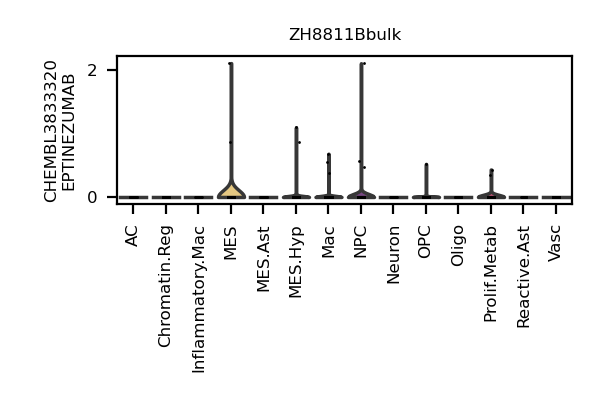 ZH8811Bbulk
CHEMBL3833320
EPTINEZUMAB
2
0
AC
Chromatin.Reg
Inflammatory.Mac
MES
MES.Ast
MES.Hyp
Mac
NPC
Neuron
OPC
Oligo
Prolif.Metab
Reactive.Ast
Vasc